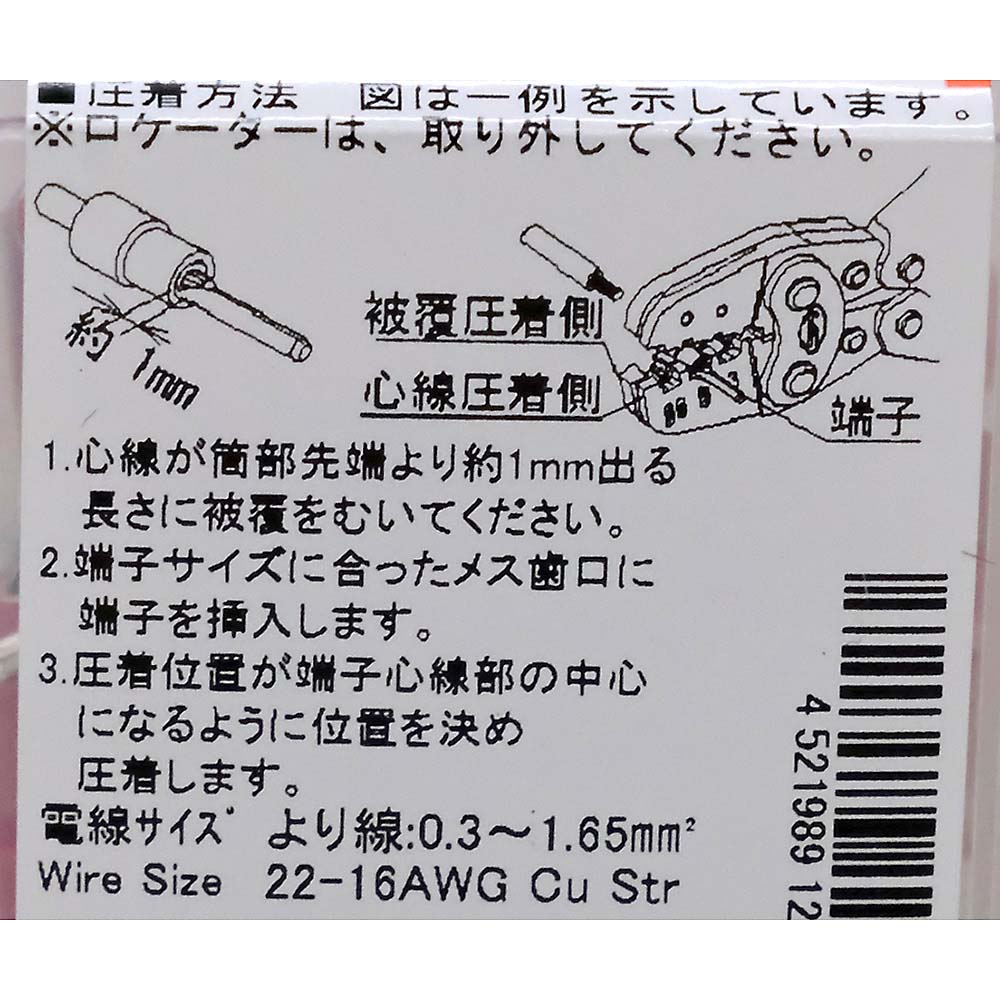 ■圧着方法　図は一例を示しています。
※ロケーターは、取り外してください。
約1mm
被覆圧着側
心線圧着側
端子
1.心線が筒部先端より約1mm出る
長さに被覆をむいてください。
2.端子サイズに合ったメス歯口に
端子を挿入します。
3.圧着位置が端子心線部の中心
になるように位置を決め
圧着します。
電線サイズ より線:0.3～1.65mm²
Wire Size 22-16AWG Cu Str
4 521989 12